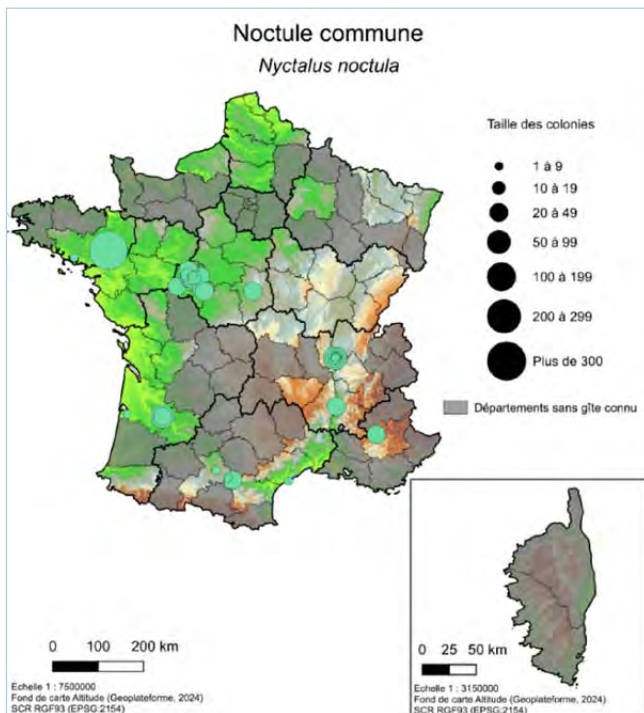 Noctule commune
Nyctalus noctula
Taille des colonies
1 à 9
10 à 19
20 à 49
50 à 99
100 à 199
200 à 299
Plus de 300
Départements sans gîte connu
0 100 200 km
Echelle 1 : 7500000
Fond de carte Altitude (Geoplateforme, 2024)
SCR RGF93 (EPSG:2154)
0 25 50 km
Echelle 1 : 3150000
Fond de carte Altitude (Geoplateforme, 2024)
SCR RGF93 (EPSG:2154)